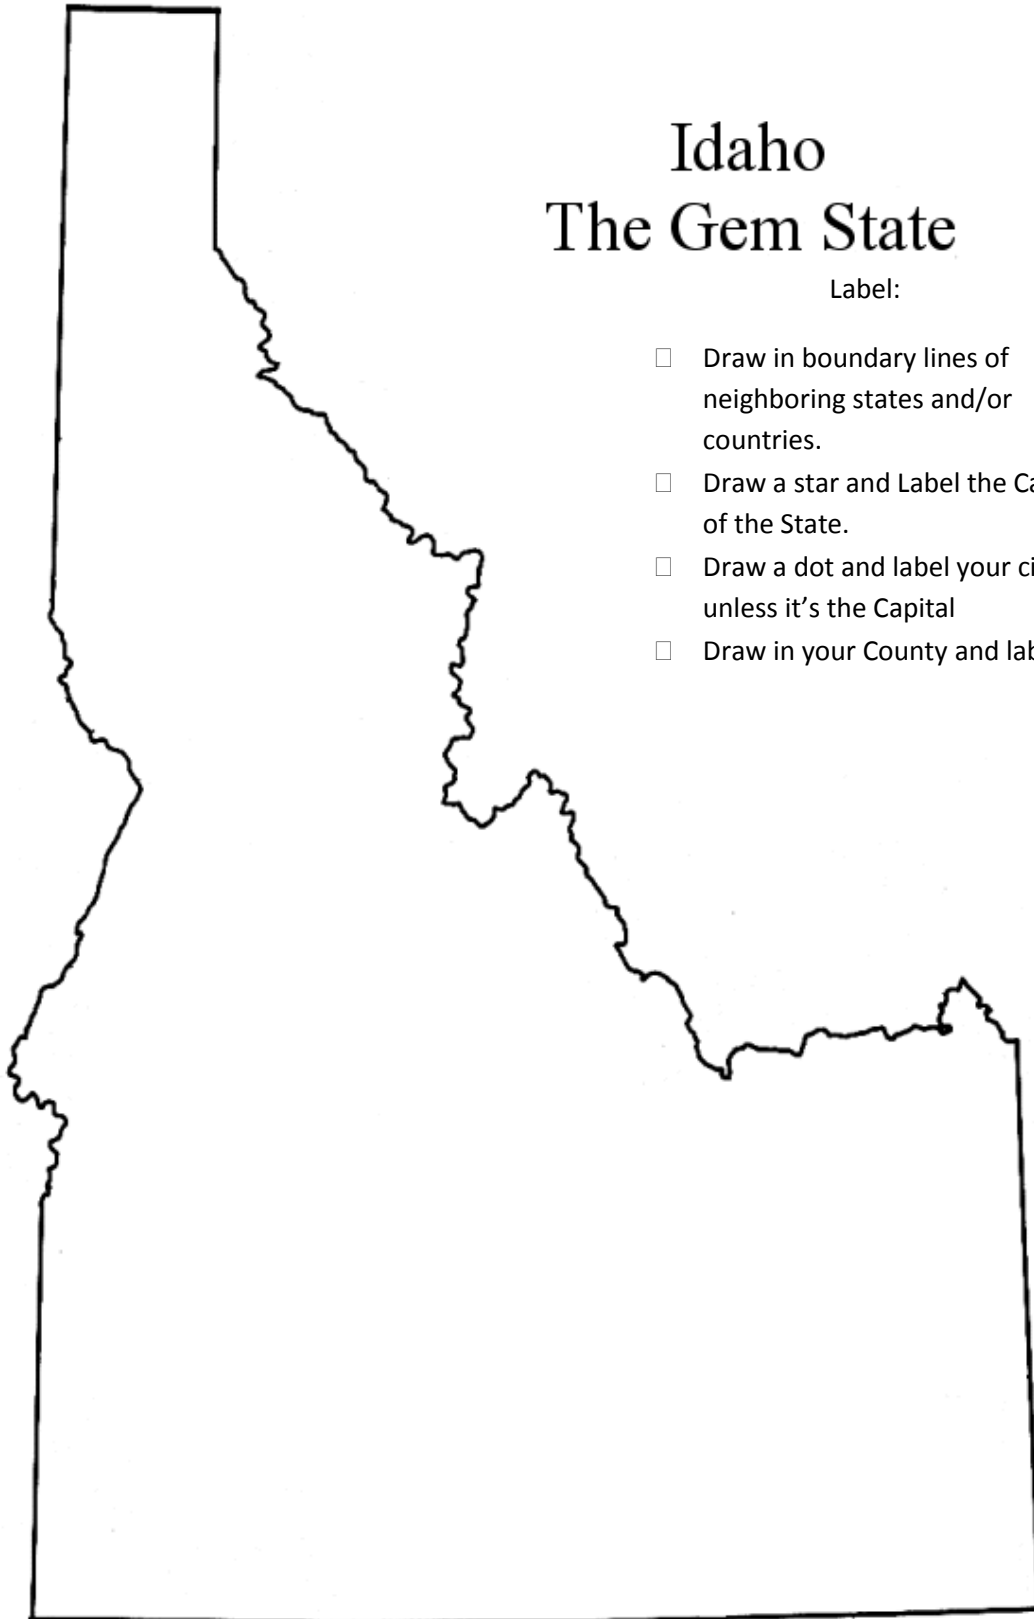 Idaho
The Gem State
Label:
Draw in boundary lines of
neighboring states and/or
countries.
Draw a star and Label the
of the State.
Draw a dot and label your
unless it’s the Capital
Draw in your County and